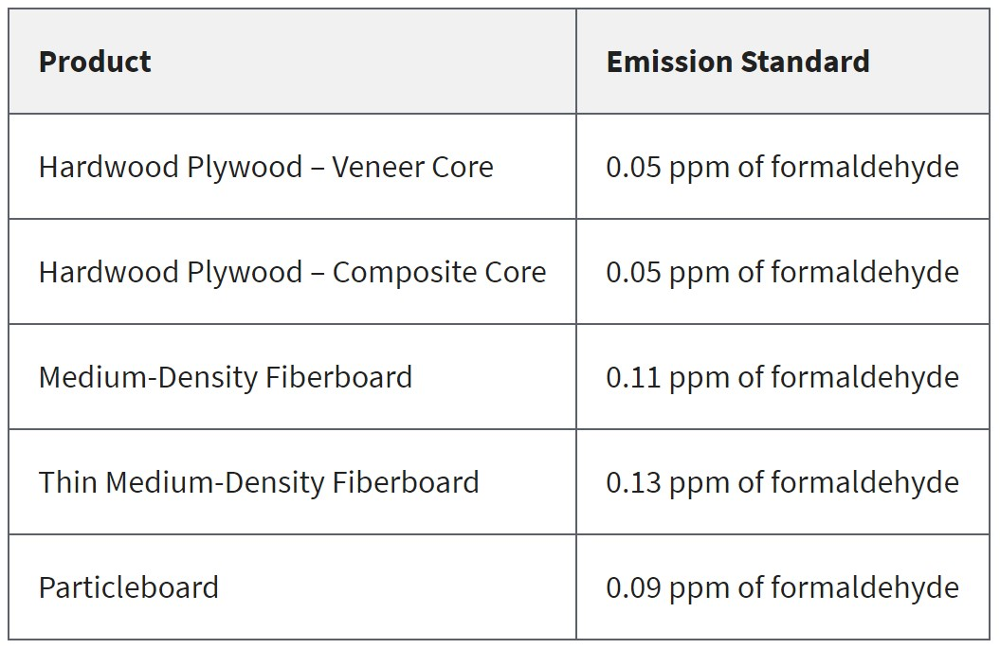 Product Emission Standard
Hardwood Plywood – Veneer Core 0.05 ppm of formaldehyde
Hardwood Plywood – Composite Core 0.05 ppm of formaldehyde
Medium-Density Fiberboard 0.11 ppm of formaldehyde
Thin Medium-Density Fiberboard 0.13 ppm of formaldehyde
Particleboard 0.09 ppm of formaldehyde